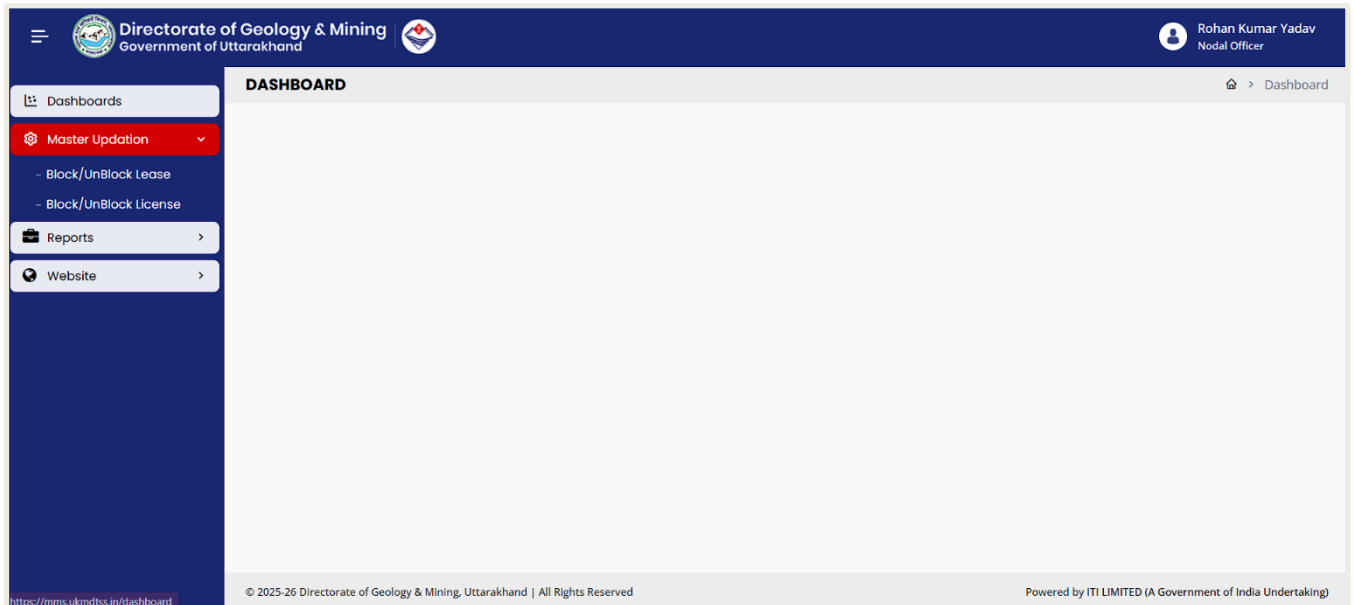 Directorate of Geology & Mining
Government of Uttarakhand
Rohan Kumar Yadav
Nodal Officer
DASHBOARD
> Dashboard
Dashboards
Master Updation
- Block/UnBlock Lease
- Block/UnBlock License
Reports
Website
© 2025-26 Directorate of Geology & Mining, Uttarakhand | All Rights Reserved
Powered by ITI LIMITED (A Government of India Undertaking)
https://mms.ukmdtss.in/dashboard